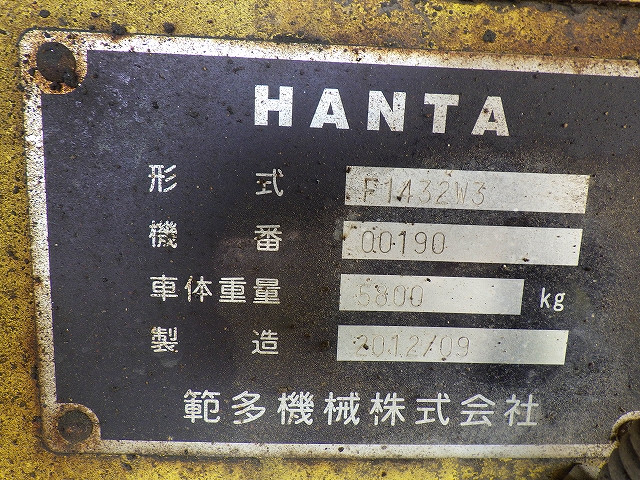 HANTA
形式 F1432W3
機番 00190
車体重量 5800 kg
製造 2012/09
範多機械株式会社